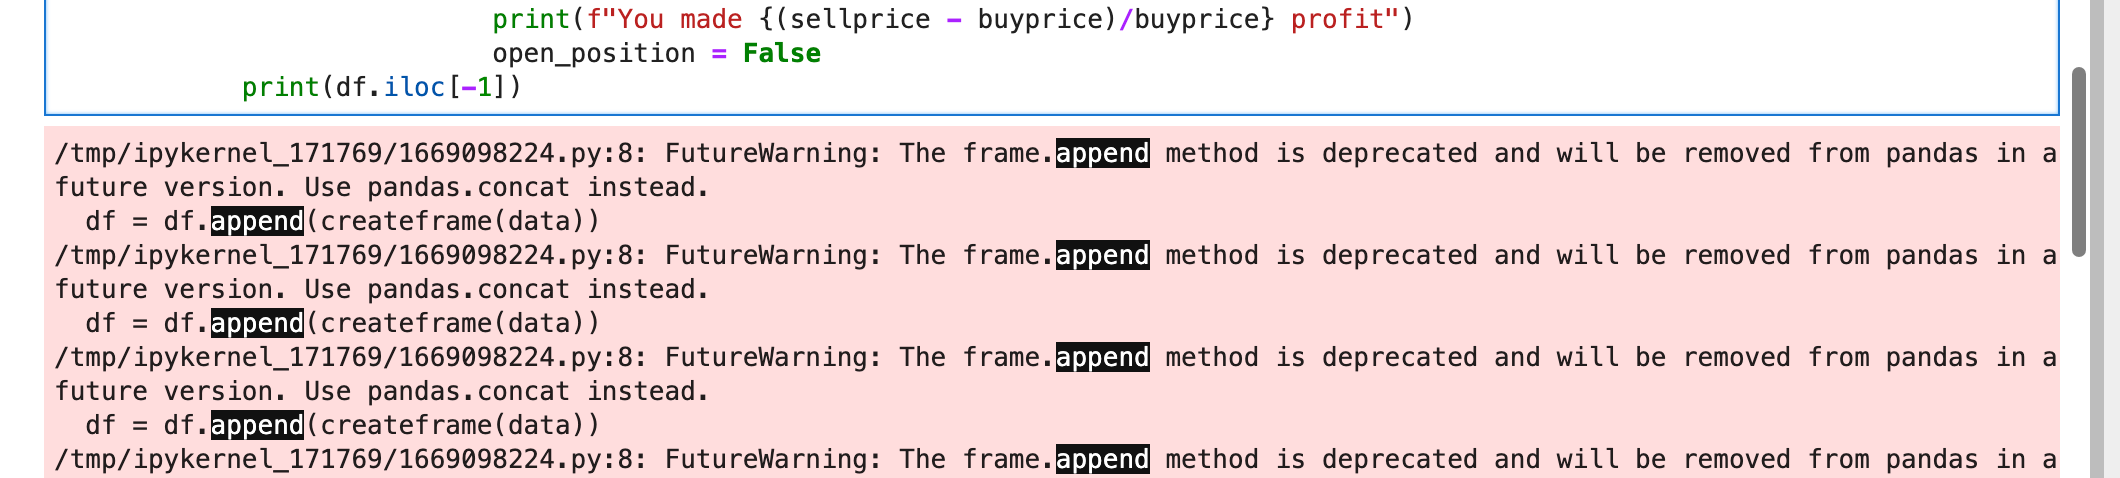 print(f"You made {(sellprice - buyprice)/buyprice} profit")
open_position = False
print(df.iloc[-1])
/tmp/ipykernel_171769/1669098224.py:8: FutureWarning: The frame.append method is deprecated and will be removed from pandas in a
future version. Use pandas.concat instead.
df = df.append(createframe(data))
/tmp/ipykernel_171769/1669098224.py:8: FutureWarning: The frame.append method is deprecated and will be removed from pandas in a
future version. Use pandas.concat instead.
df = df.append(createframe(data))
/tmp/ipykernel_171769/1669098224.py:8: FutureWarning: The frame.append method is deprecated and will be removed from pandas in a
future version. Use pandas.concat instead.
df = df.append(createframe(data))
/tmp/ipykernel_171769/1669098224.py:8: FutureWarning: The frame.append method is deprecated and will be removed from pandas in a